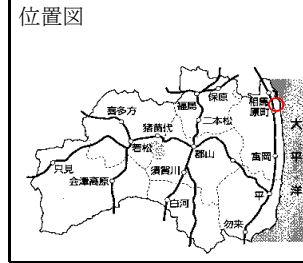 位置図
保原
福島
相馬
原町
喜多方
二本松
猪苗代
大平洋
若松
郡山
富岡
只見
会津高原
須賀川
平
白河
勿来